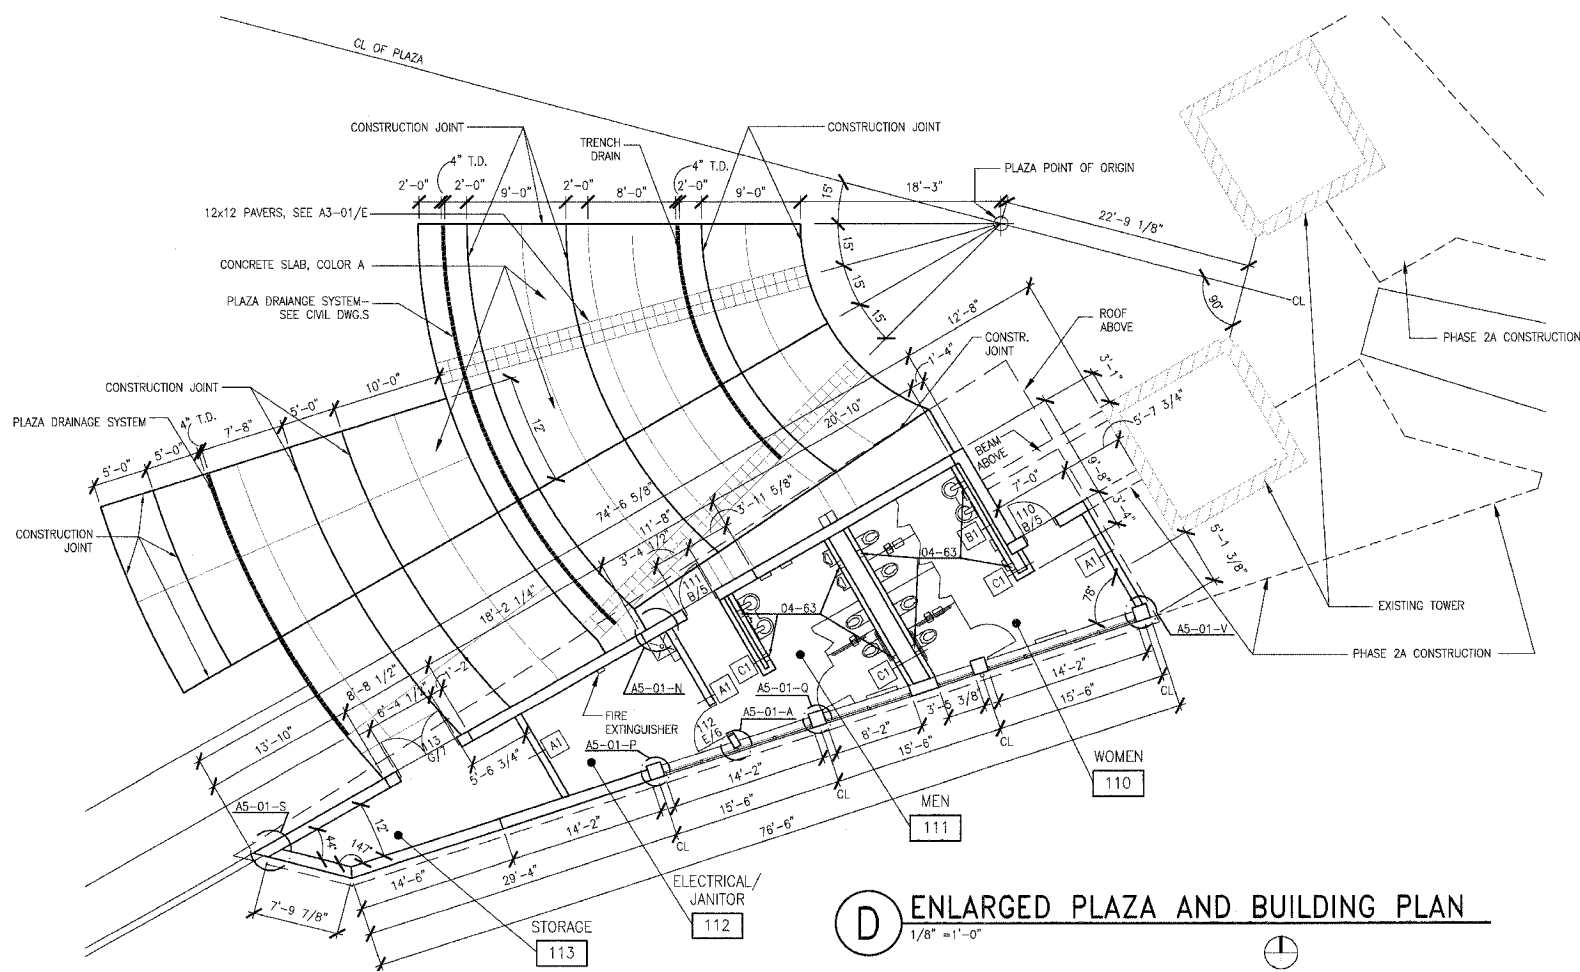 CL OF PLAZA
CONSTRUCTION JOINT
TRENCH
DRAIN
CONSTRUCTION JOINT
4" T.D.
4" T.D.
PLAZA POINT OF ORIGIN
2'-0"
2'-0"
9'-0"
2'-0"
8'-0"
2'-0"
9'-0"
15'
18'-3"
12x12 PAVERS, SEE A3-01/E
22'-9 1/8"
15'
CONCRETE SLAB, COLOR A
15'
15'
PLAZA DRAIANGE SYSTEM-
SEE CIVIL DWG.S
CL
90°
12'-8"
ROOF
ABOVE
CONSTR.
JOINT
PHASE 2A CONSTRUCTION
1'-4"
3'-1"
CONSTRUCTION JOINT
10'-0"
5'-0"
4" T.D.
7'-8"
PLAZA DRAINAGE SYSTEM
5'-0"
5'-0"
12'
20'-10"
5'-7 3/4"
BEAM
ABOVE
7'-0"
9'-8"
3'-4"
74'-6 5/8"
3'-11 5/8"
11'-8"
3'-4 1/2"
110
B/5
B1
04-63
C1
A1
5'-1 3/8"
CONSTRUCTION
JOINT
18'-2 1/4"
111
B/5
04-63
78°
EXISTING TOWER
A5-01-V
PHASE 2A CONSTRUCTION
C1
C1
A1
A5-01-N
A5-01-Q
A5-01-A
FIRE
EXTINGUISHER
112
E/6
A5-01-P
8'-8 1/2"
1'-2"
6'-4 1/2"
113
G/7
13'-10"
5'-6 3/4"
A1
14'-2"
15'-6"
CL
3'-5 3/8"
8'-2"
15'-6"
CL
14'-2"
15'-6"
CL
76'-6"
14'-2"
CL
WOMEN
110
MEN
111
A5-01-S
44°
147°
12'
14'-6"
29'-4"
7'-9 7/8"
ELECTRICAL/
JANITOR
112
STORAGE
113
D
ENLARGED PLAZA AND BUILDING PLAN
1/8" =1'-0"